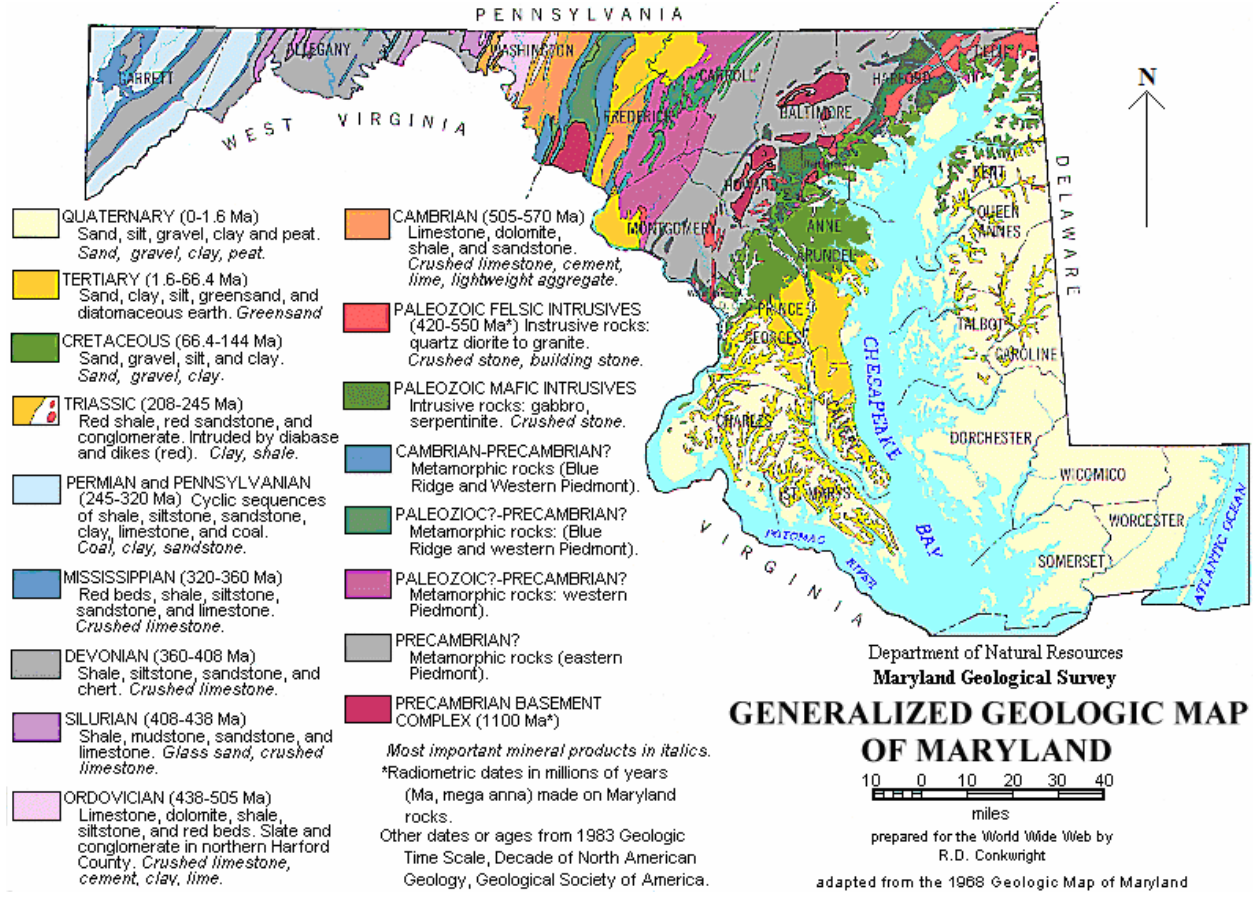 PENNSYLVANIA
GARRETT
ALLEGANY
WASHINGTON
FREDERICK
CARROLL
BALTIMORE
HARFORD
CECIL
WEST VIRGINIA
HOWARD
MONTGOMERY
ANNE
ARUNDEL
PRINCE
GEORGES
CHARLES
ST. MARYS
KENT
QUEEN
ANNES
TALBOT
CAROLINE
DORCHESTER
WICOMICO
WORCESTER
SOMERSET
DELAWARE
N
CHESAPEAKE
BAY
POTOMAC
RIVER
VIRGINIA
ATLANTIC OCEAN
QUATERNARY (0-1.6 Ma)
Sand, silt, gravel, clay and peat.
Sand, gravel, clay, peat.
TERTIARY (1.6-66.4 Ma)
Sand, clay, silt, greensand, and
diatomaceous earth. Greensand
CRETACEOUS (66.4-144 Ma)
Sand, gravel, silt, and clay.
Sand, gravel, clay.
TRIASSIC (208-245 Ma)
Red shale, red sandstone, and
conglomerate. Intruded by diabase
and dikes (red). Clay, shale.
PERMIAN and PENNSYLVANIAN
(245-320 Ma) Cyclic sequences
of shale, siltstone, sandstone,
clay, limestone, and coal.
Coal, clay, sandstone.
MISSISSIPPIAN (320-360 Ma)
Red beds, shale, siltstone,
sandstone, and limestone.
Crushed limestone.
DEVONIAN (360-408 Ma)
Shale, siltstone, sandstone, and
chert. Crushed limestone.
SILURIAN (408-438 Ma)
Shale, mudstone, sandstone, and
limestone. Glass sand, crushed
limestone.
ORDOVICIAN (438-505 Ma)
Limestone, dolomite, shale,
siltstone, and red beds. Slate and
conglomerate in northern Harford
County. Crushed limestone,
cement, clay, lime.
CAMBRIAN (505-570 Ma)
Limestone, dolomite,
shale, and sandstone.
Crushed limestone, cement,
lime, lightweight aggregate.
PALEOZOIC FELSIC INTRUSIVES
(420-550 Ma*) Instrusive rocks:
quartz diorite to granite.
Crushed stone, building stone.
PALEOZOIC MAFIC INTRUSIVES
Intrusive rocks: gabbro,
serpentinite. Crushed stone.
CAMBRIAN-PRECAMBRIAN?
Metamorphic rocks (Blue
Ridge and Western Piedmont).
PALEOZIOC?-PRECAMBRIAN?
Metamorphic rocks: (Blue
Ridge and western Piedmont).
PALEOZOIC?-PRECAMBRIAN?
Metamorphic rocks: western
Piedmont).
PRECAMBRIAN?
Metamorphic rocks (eastern
Piedmont).
PRECAMBRIAN BASEMENT
COMPLEX (1100 Ma*)
Most important mineral products in italics.
*Radiometric dates in millions of years
(Ma, mega anna) made on Maryland
rocks.
Other dates or ages from 1983 Geologic
Time Scale, Decade of North American
Geology, Geological Society of America.
Department of Natural Resources
Maryland Geological Survey
GENERALIZED GEOLOGIC MAP
OF MARYLAND
10 0 10 20 30 40
miles
prepared for the World Wide Web by
R.D. Conkwright
adapted from the 1968 Geologic Map of Maryland